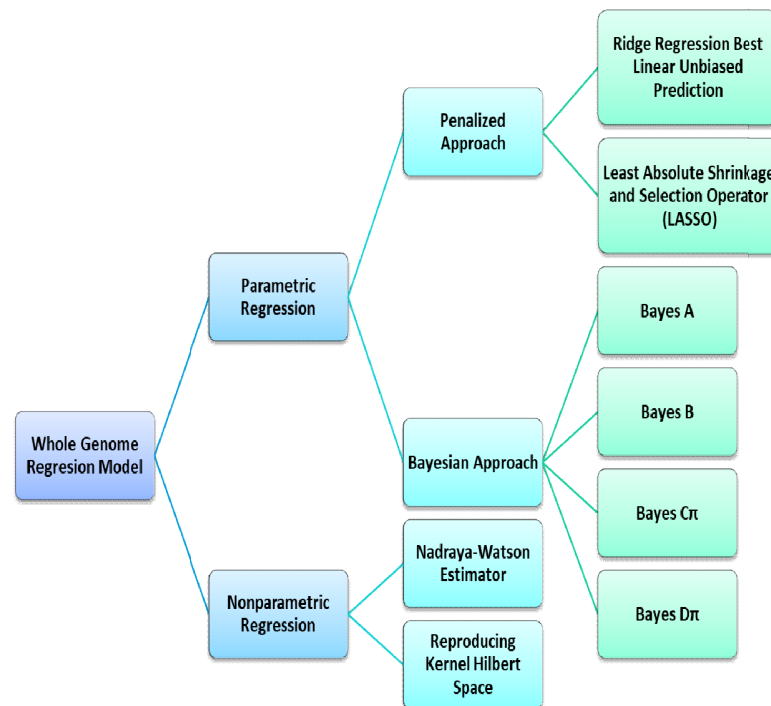 Ridge Regression Best
Linear Unbiased
Prediction
Penalized
Approach
Least Absolute Shrinkage
and Selection Operator
(LASSO)
Parametric
Regression
Bayes A
Bayes B
Whole Genome
Regresion Model
Bayesian Approach
Bayes Cπ
Nadraya-Watson
Estimator
Nonparametric
Regression
Bayes Dπ
Reproducing
Kernel Hilbert
Space